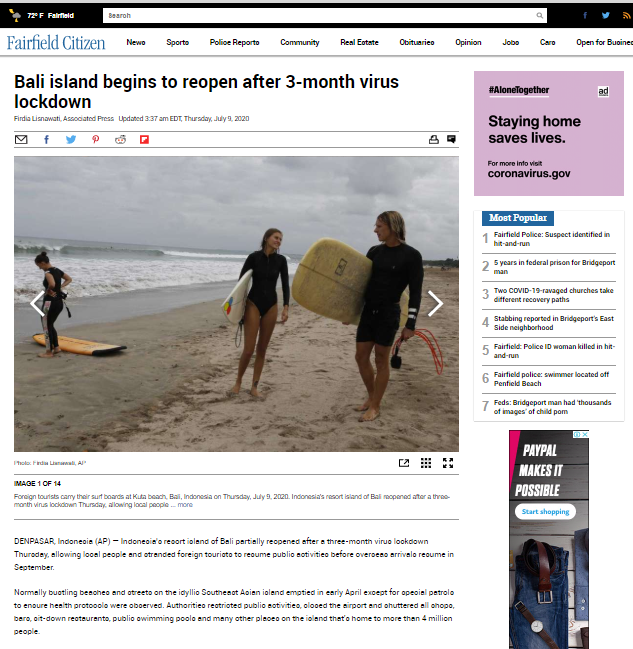 72° F Fairfield
Search
Fairfield Citizen
News Sports Police Reports Community Real Estate Obituaries Opinion Jobs Cars Open for Busines
Bali island begins to reopen after 3-month virus
lockdown
Firdia Lisnawati, Associated Press Updated 3:37 am EDT, Thursday, July 9, 2020
Photo: Firdia Lisnawati, AP
IMAGE 1 OF 14
Foreign tourists carry their surf boards at Kuta beach, Bali, Indonesia on Thursday, July 9, 2020. Indonesia's resort island of Bali reopened after a three-
month virus lockdown Thursday, allowing local people ... more
DENPASAR, Indonesia (AP) — Indonesia's resort island of Bali partially reopened after a three-month virus lockdown
Thursday, allowing local people and stranded foreign tourists to resume public activities before overseas arrivals resume in
September.
Normally bustling beaches and streets on the idyllic Southeast Asian island emptied in early April except for special patrols
to ensure health protocols were observed. Authorities restricted public activities, closed the airport and shuttered all shops,
bars, sit-down restaurants, public swimming pools and many other places on the island that's home to more than 4 million
people.
#AloneTogether
ad
Staying home
saves lives.
For more info visit
coronavirus.gov
Most Popular
1 Fairfield Police: Suspect identified in
hit-and-run
2 5 years in federal prison for Bridgeport
man
3 Two COVID-19-ravaged churches take
different recovery paths
4 Stabbing reported in Bridgeport's East
Side neighborhood
5 Fairfield: Police ID woman killed in hit-
and-run
6 Fairfield police: swimmer located off
Penfield Beach
7 Feds: Bridgeport man had 'thousands
of images' of child porn
PAYPAL
MAKES IT
POSSIBLE
Start shopping